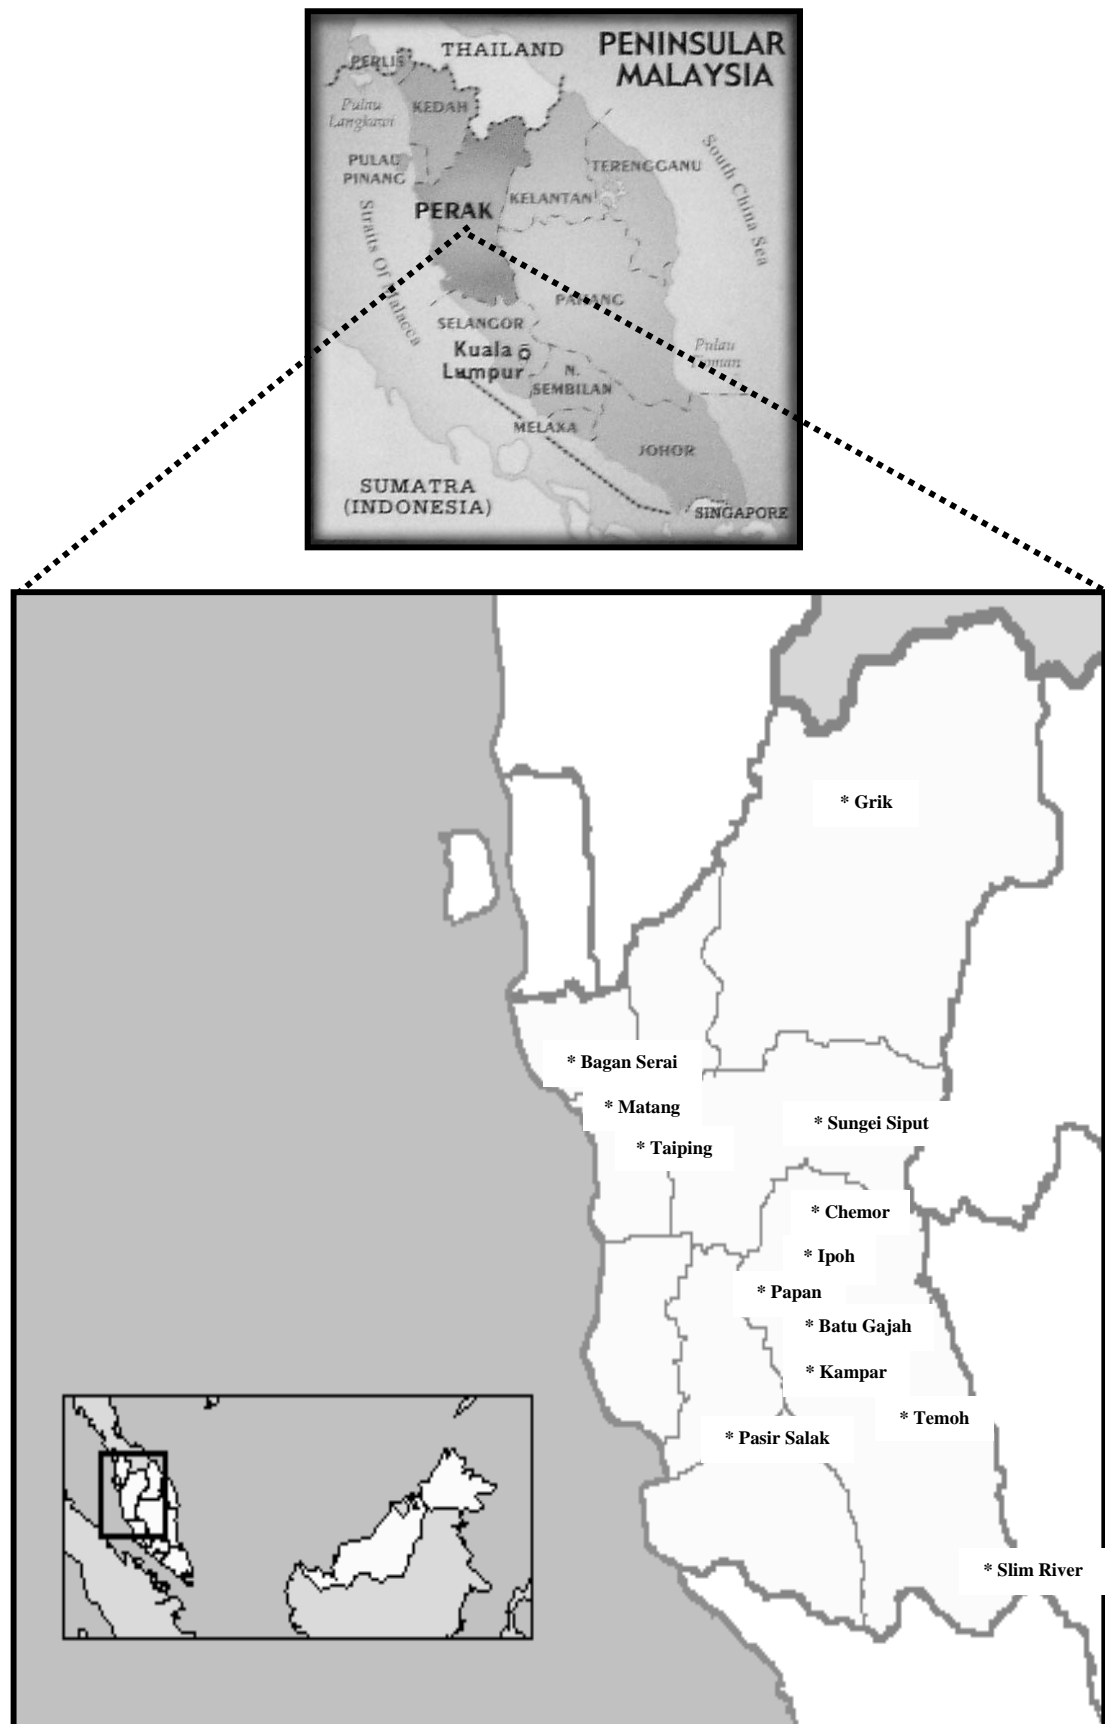 THAILAND
PENINSULAR
MALAYSIA
PERLIS
Pulau
Langkawi
KEDAH
PULAU
PINANG
TERENGGANU
KELANTAN
PERAK
South China Sea
Straits Of Malacca
PAHANG
SELANGOR
Kuala
Lumpur
Pulau
Tioman
N.
SEMBILAN
MELAKA
JOHOR
SUMATRA
(INDONESIA)
SINGAPORE
* Grik
* Bagan Serai
* Matang
* Sungei Siput
* Taiping
* Chemor
* Ipoh
* Papan
* Batu Gajah
* Kampar
* Temoh
* Pasir Salak
* Slim River